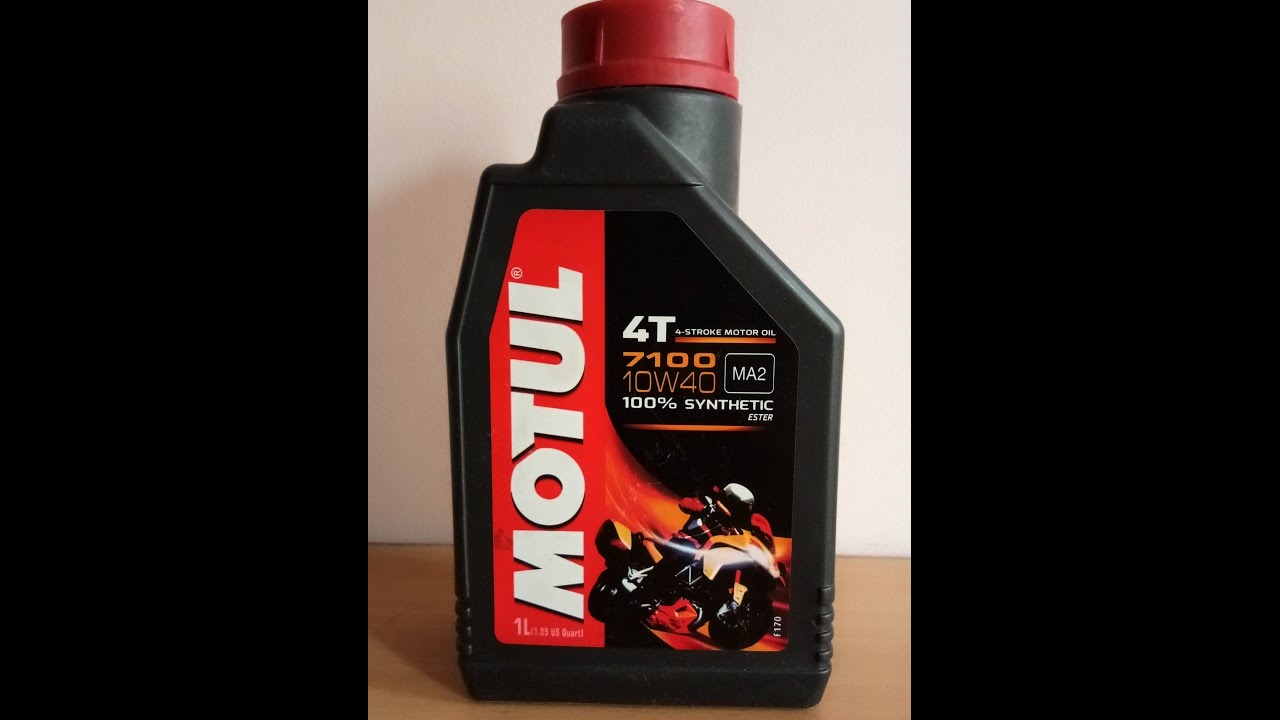 MOTUL®
4T 4-STROKE MOTOR OIL
7100
10W40 MA2
100% SYNTHETIC
ESTER
1L (1.05 US Quart)
F170